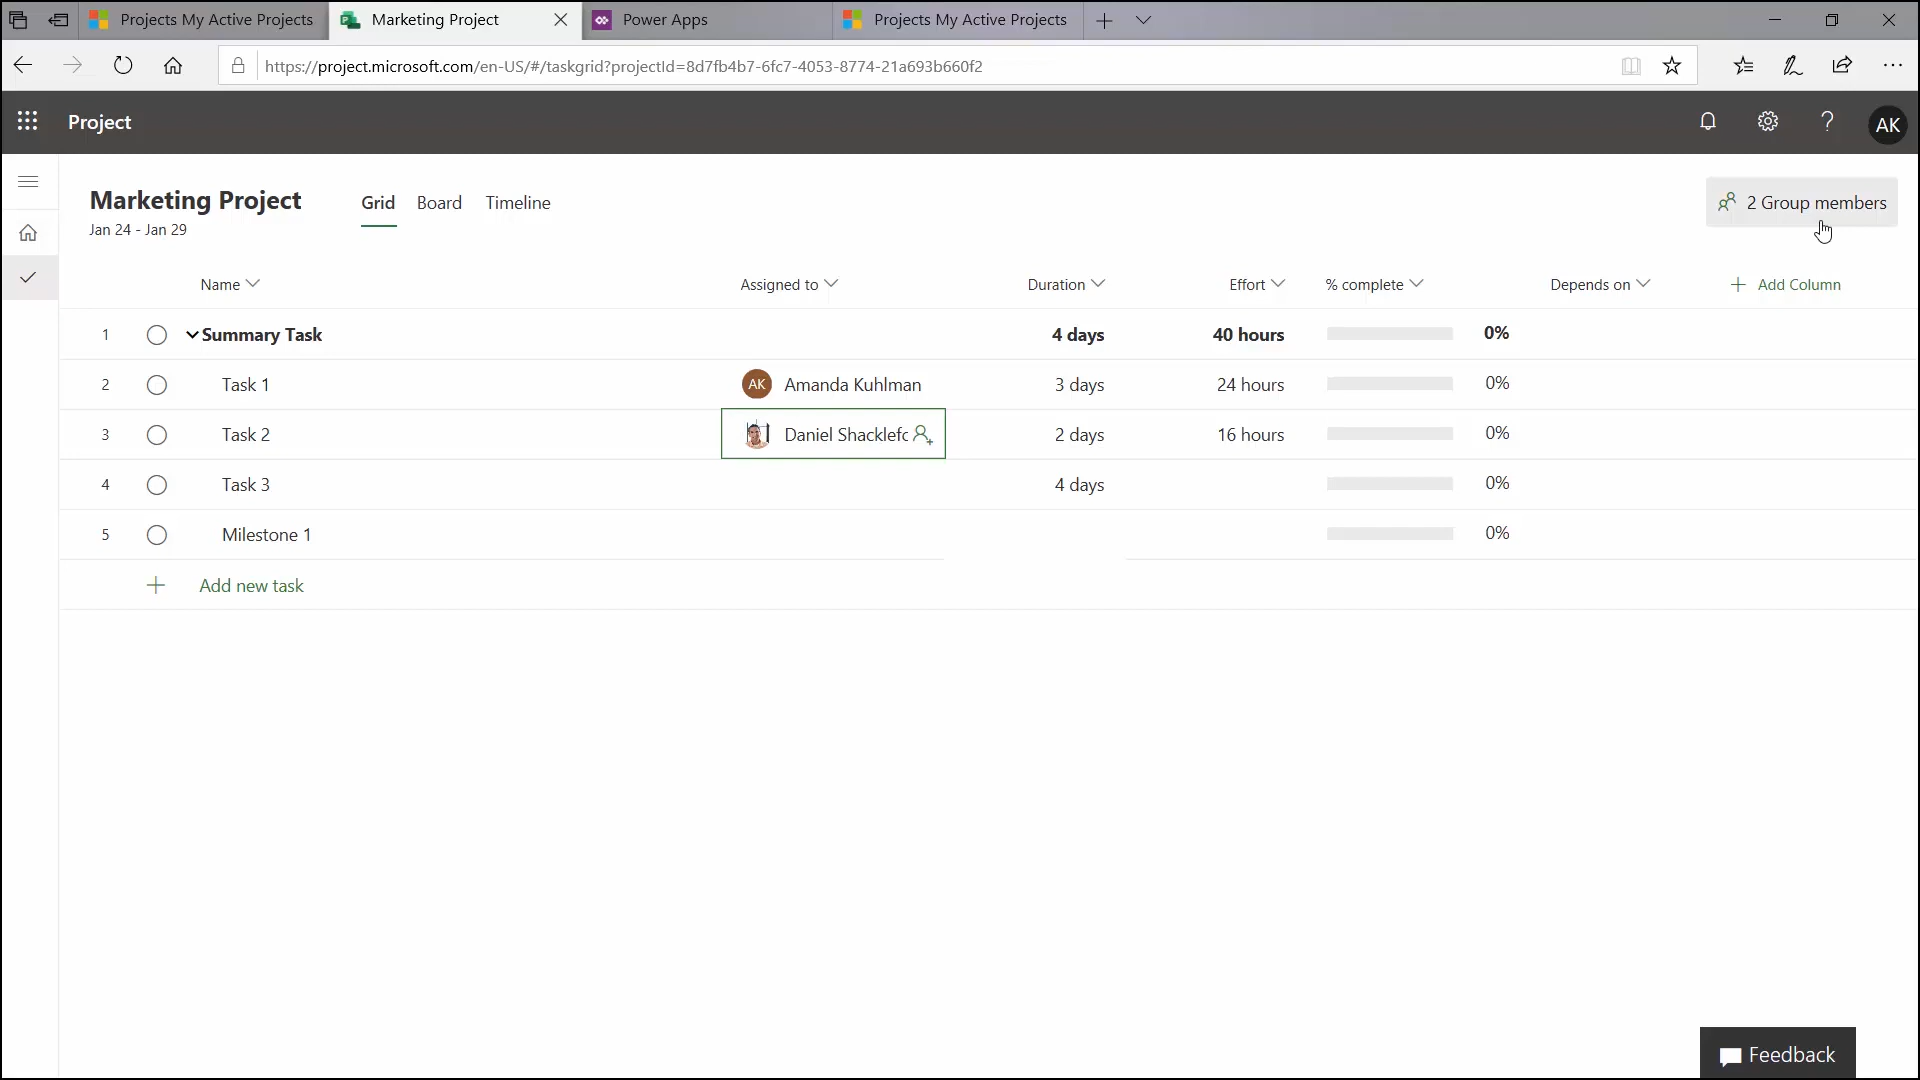 Projects My Active Projects
Marketing Project
Power Apps
Projects My Active Projects
https://project.microsoft.com/en-US/#/taskgrid?projectId=8d7fb4b7-6fc7-4053-8774-21a693b660f2
Project
AK
Marketing Project
Jan 24 - Jan 29
Grid
Board
Timeline
2 Group members
Name
Assigned to
Duration
Effort
% complete
Depends on
Add Column
1 Summary Task 4 days 40 hours 0%
2 Task 1 AK Amanda Kuhlman 3 days 24 hours 0%
3 Task 2 Daniel Shacklefc 2 days 16 hours 0%
4 Task 3 4 days 0%
5 Milestone 1 0%
Add new task
Feedback